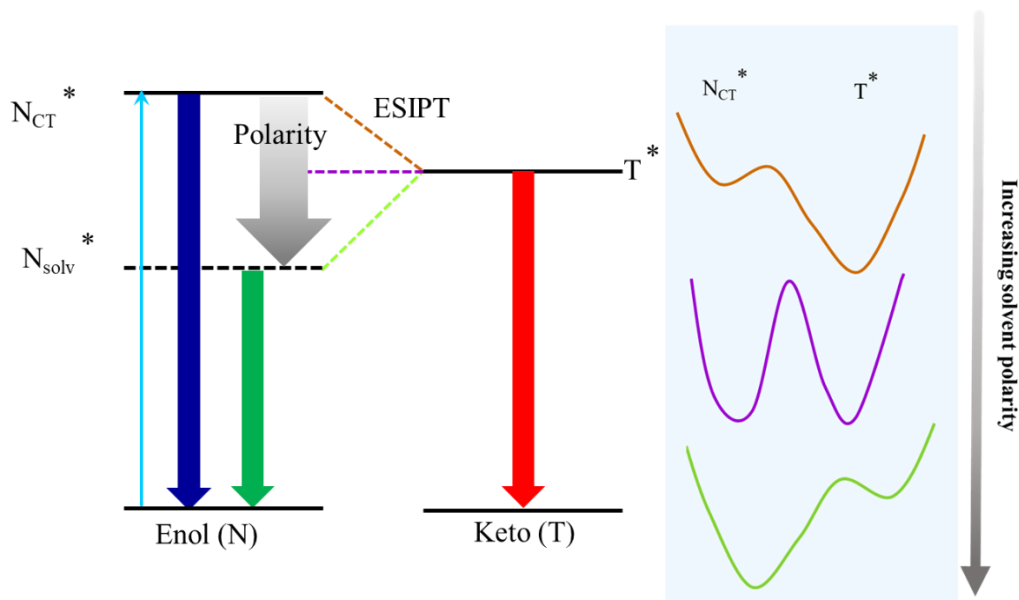 N_CT*
ESIPT
Polarity
T*
N_solv*
Enol (N)
Keto (T)
N_CT*
T*
Increasing solvent polarity